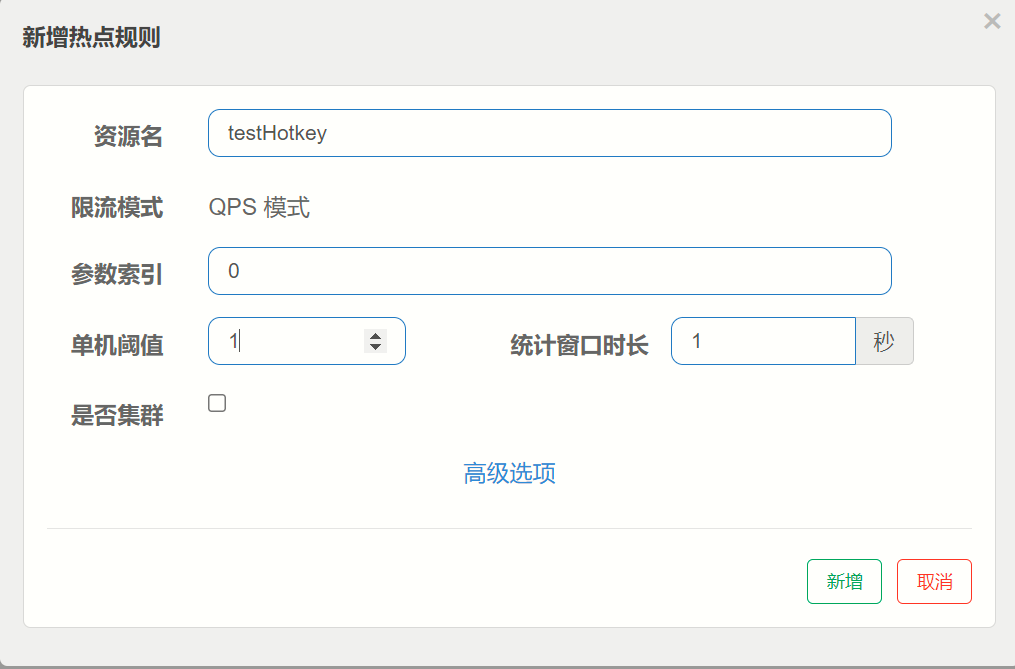 新增热点规则
资源名 testHotkey
限流模式 QPS 模式
参数索引 0
单机阈值 1 统计窗口时长 1 秒
是否集群
高级选项
新增 取消